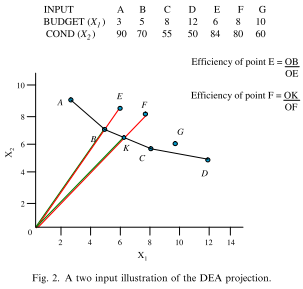 INPUT A B C D E F G
BUDGET (X1) 3 5 8 12 6 8 10
COND (X2) 90 70 55 50 84 80 60
Efficiency of point E = OB
OE
Efficiency of point F = OK
OF
10
A
E
F
8
B
G
K
6
C
D
X2
4
2
0
2 4 6 8 10 12 14
X1
Fig. 2. A two input illustration of the DEA projection.